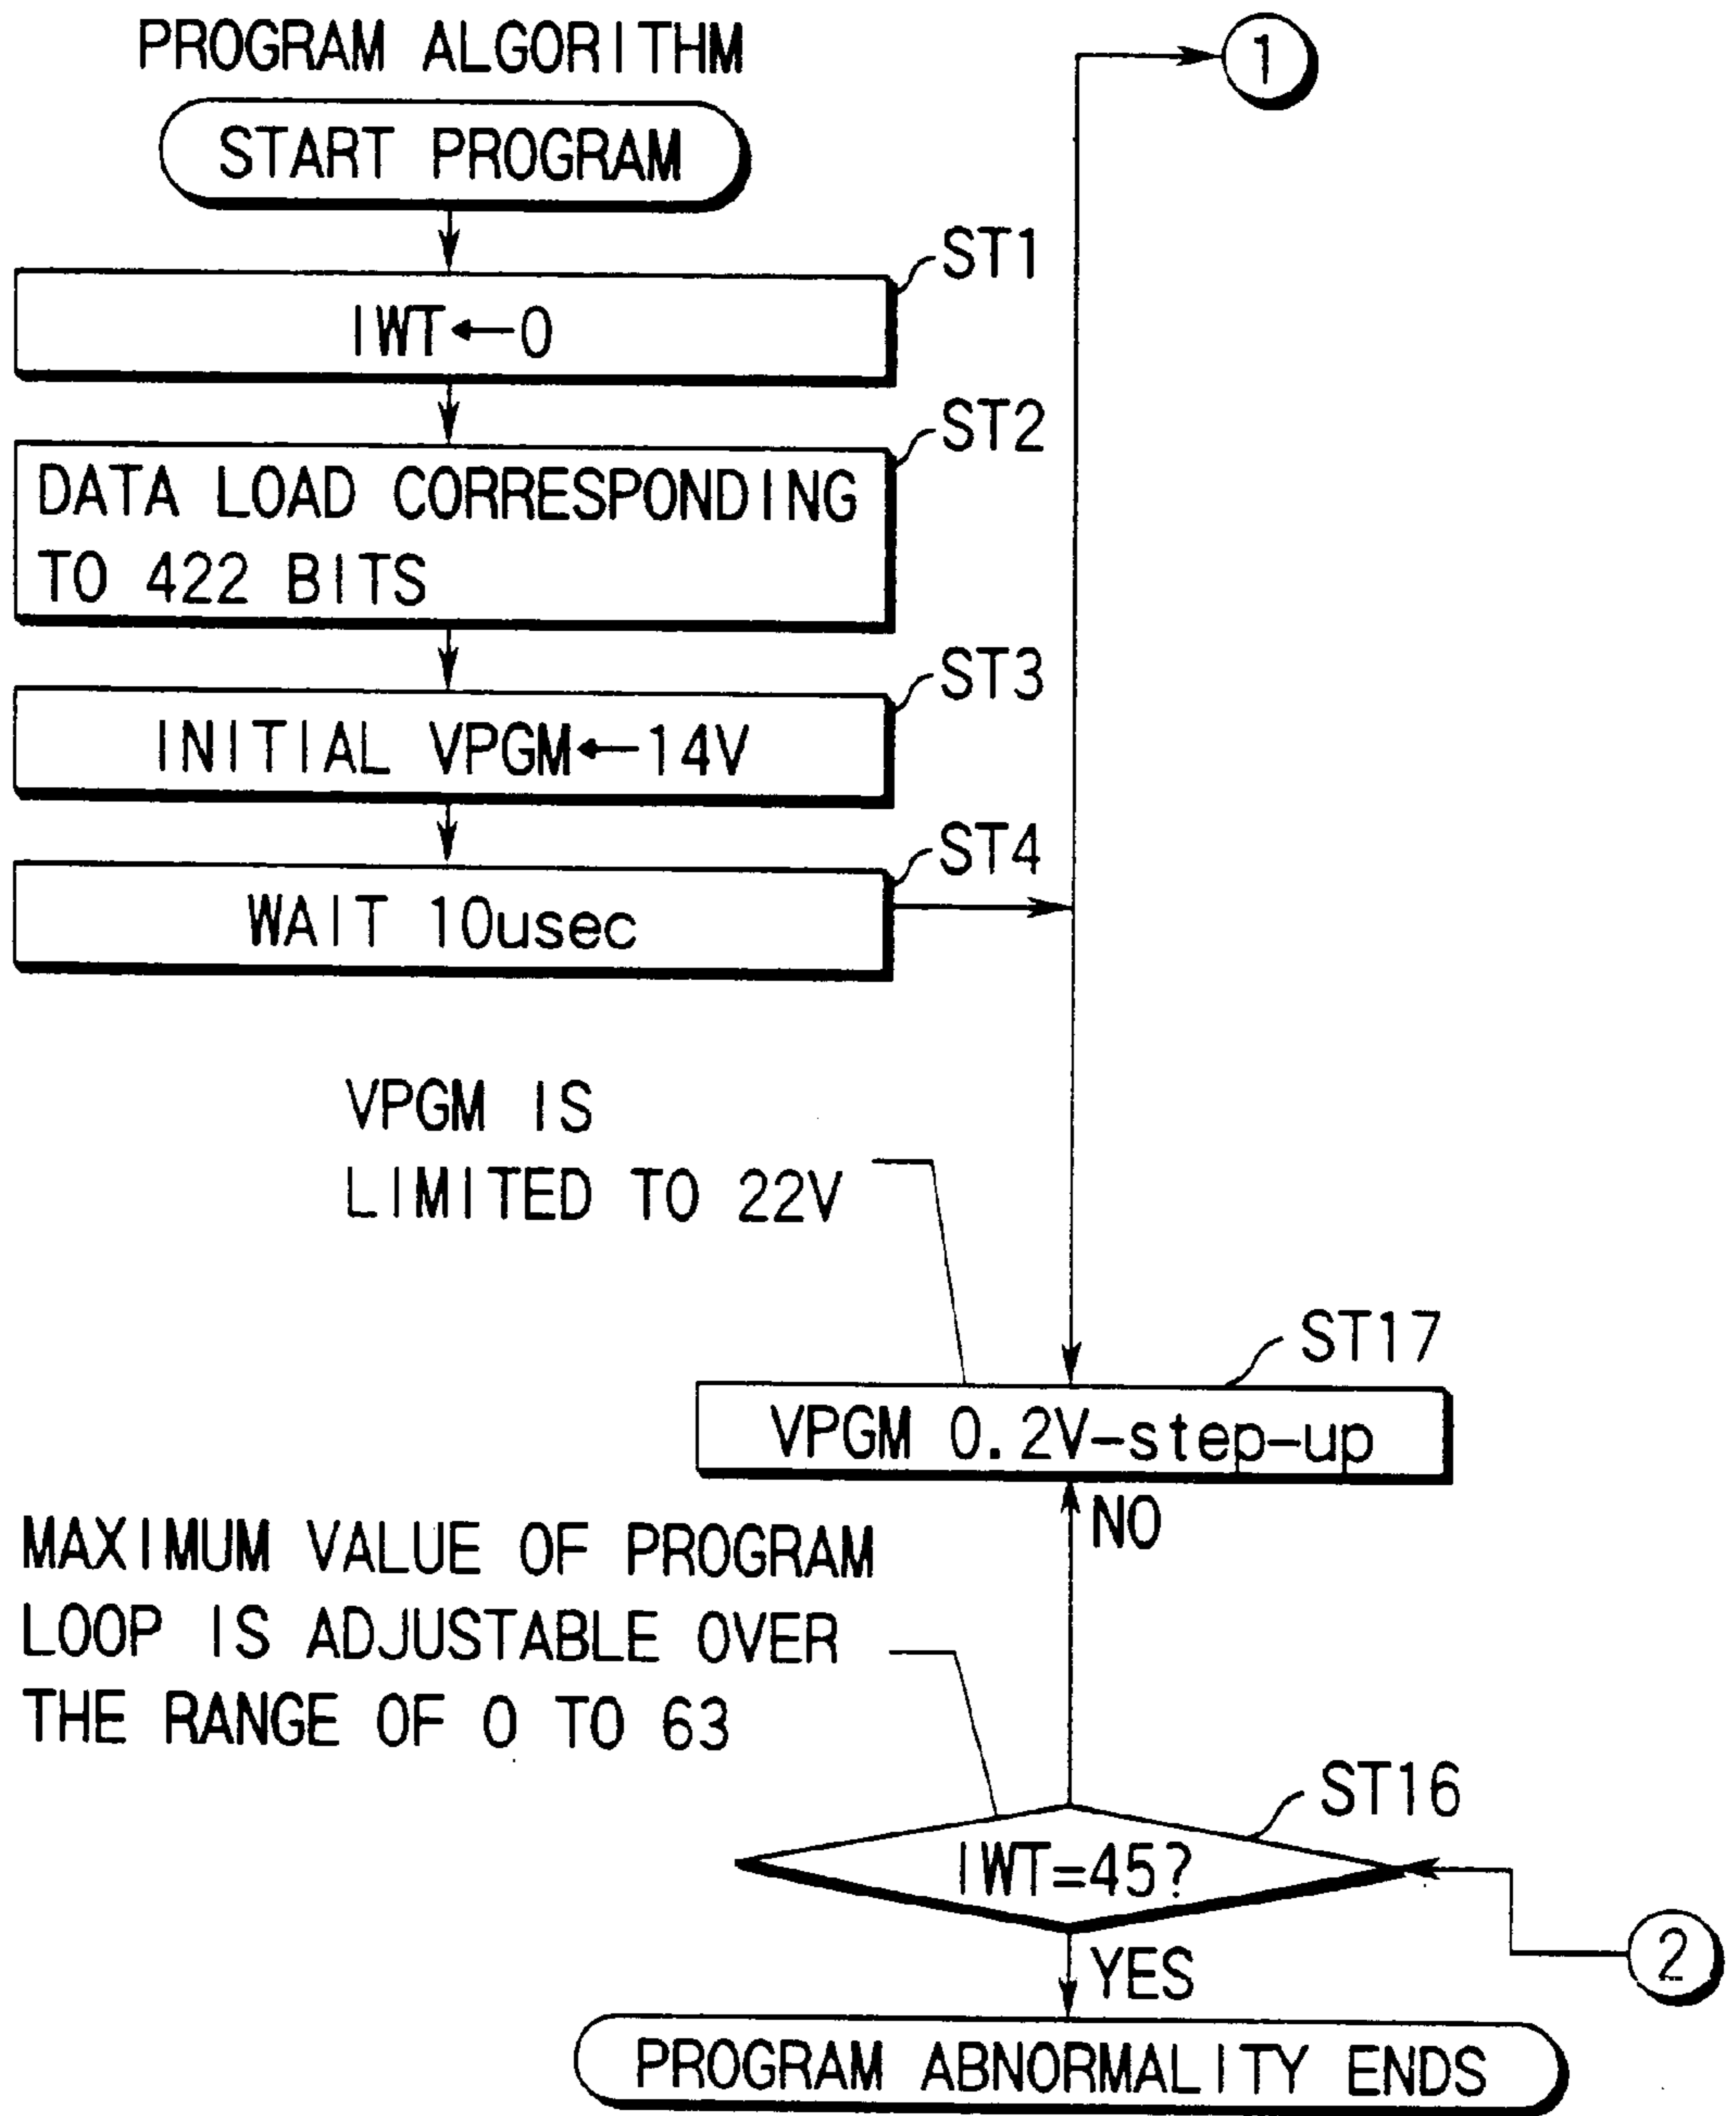 PROGRAM ALGORITHM
1
START PROGRAM
ST1
IWT←0
ST2
DATA LOAD CORRESPONDING
TO 422 BITS
ST3
INITIAL VPGM←14V
ST4
WAIT 10usec
VPGM IS
LIMITED TO 22V
ST17
VPGM 0.2V-step-up
NO
MAXIMUM VALUE OF PROGRAM
LOOP IS ADJUSTABLE OVER
THE RANGE OF 0 TO 63
ST16
IWT=45?
2
YES
PROGRAM ABNORMALITY ENDS